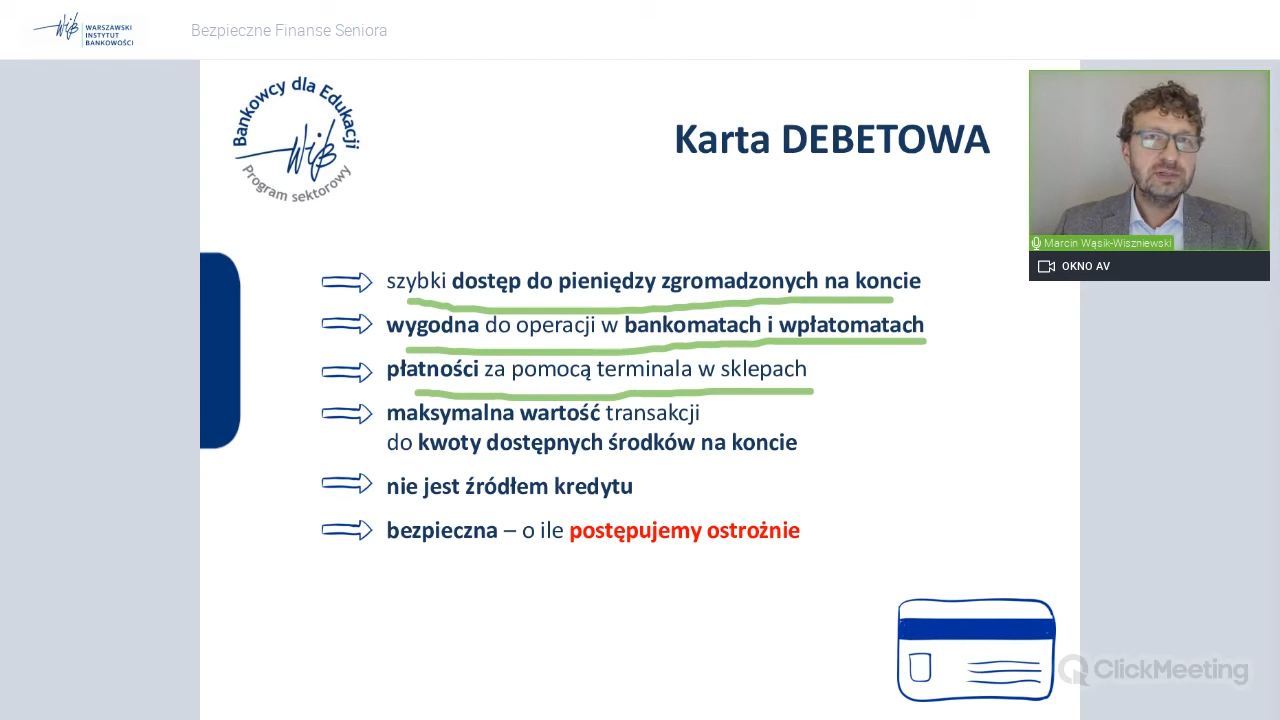 WARSZAWSKI
INSTYTUT
BANKOWOŚCI
Bezpieczne Finanse Seniora
Bankowcy dla Edukacji
WiB
Program sektorowy
Karta DEBETOWA
Marcin Wąsik-Wiszniewski
OKNO AV
szybki dostęp do pieniędzy zgromadzonych na koncie
wygodna do operacji w bankomatach i wpłatomatach
płatności za pomocą terminala w sklepach
maksymalna wartość transakcji
do kwoty dostępnych środków na koncie
nie jest źródłem kredytu
bezpieczna – o ile postępujemy ostrożnie
ClickMeeting